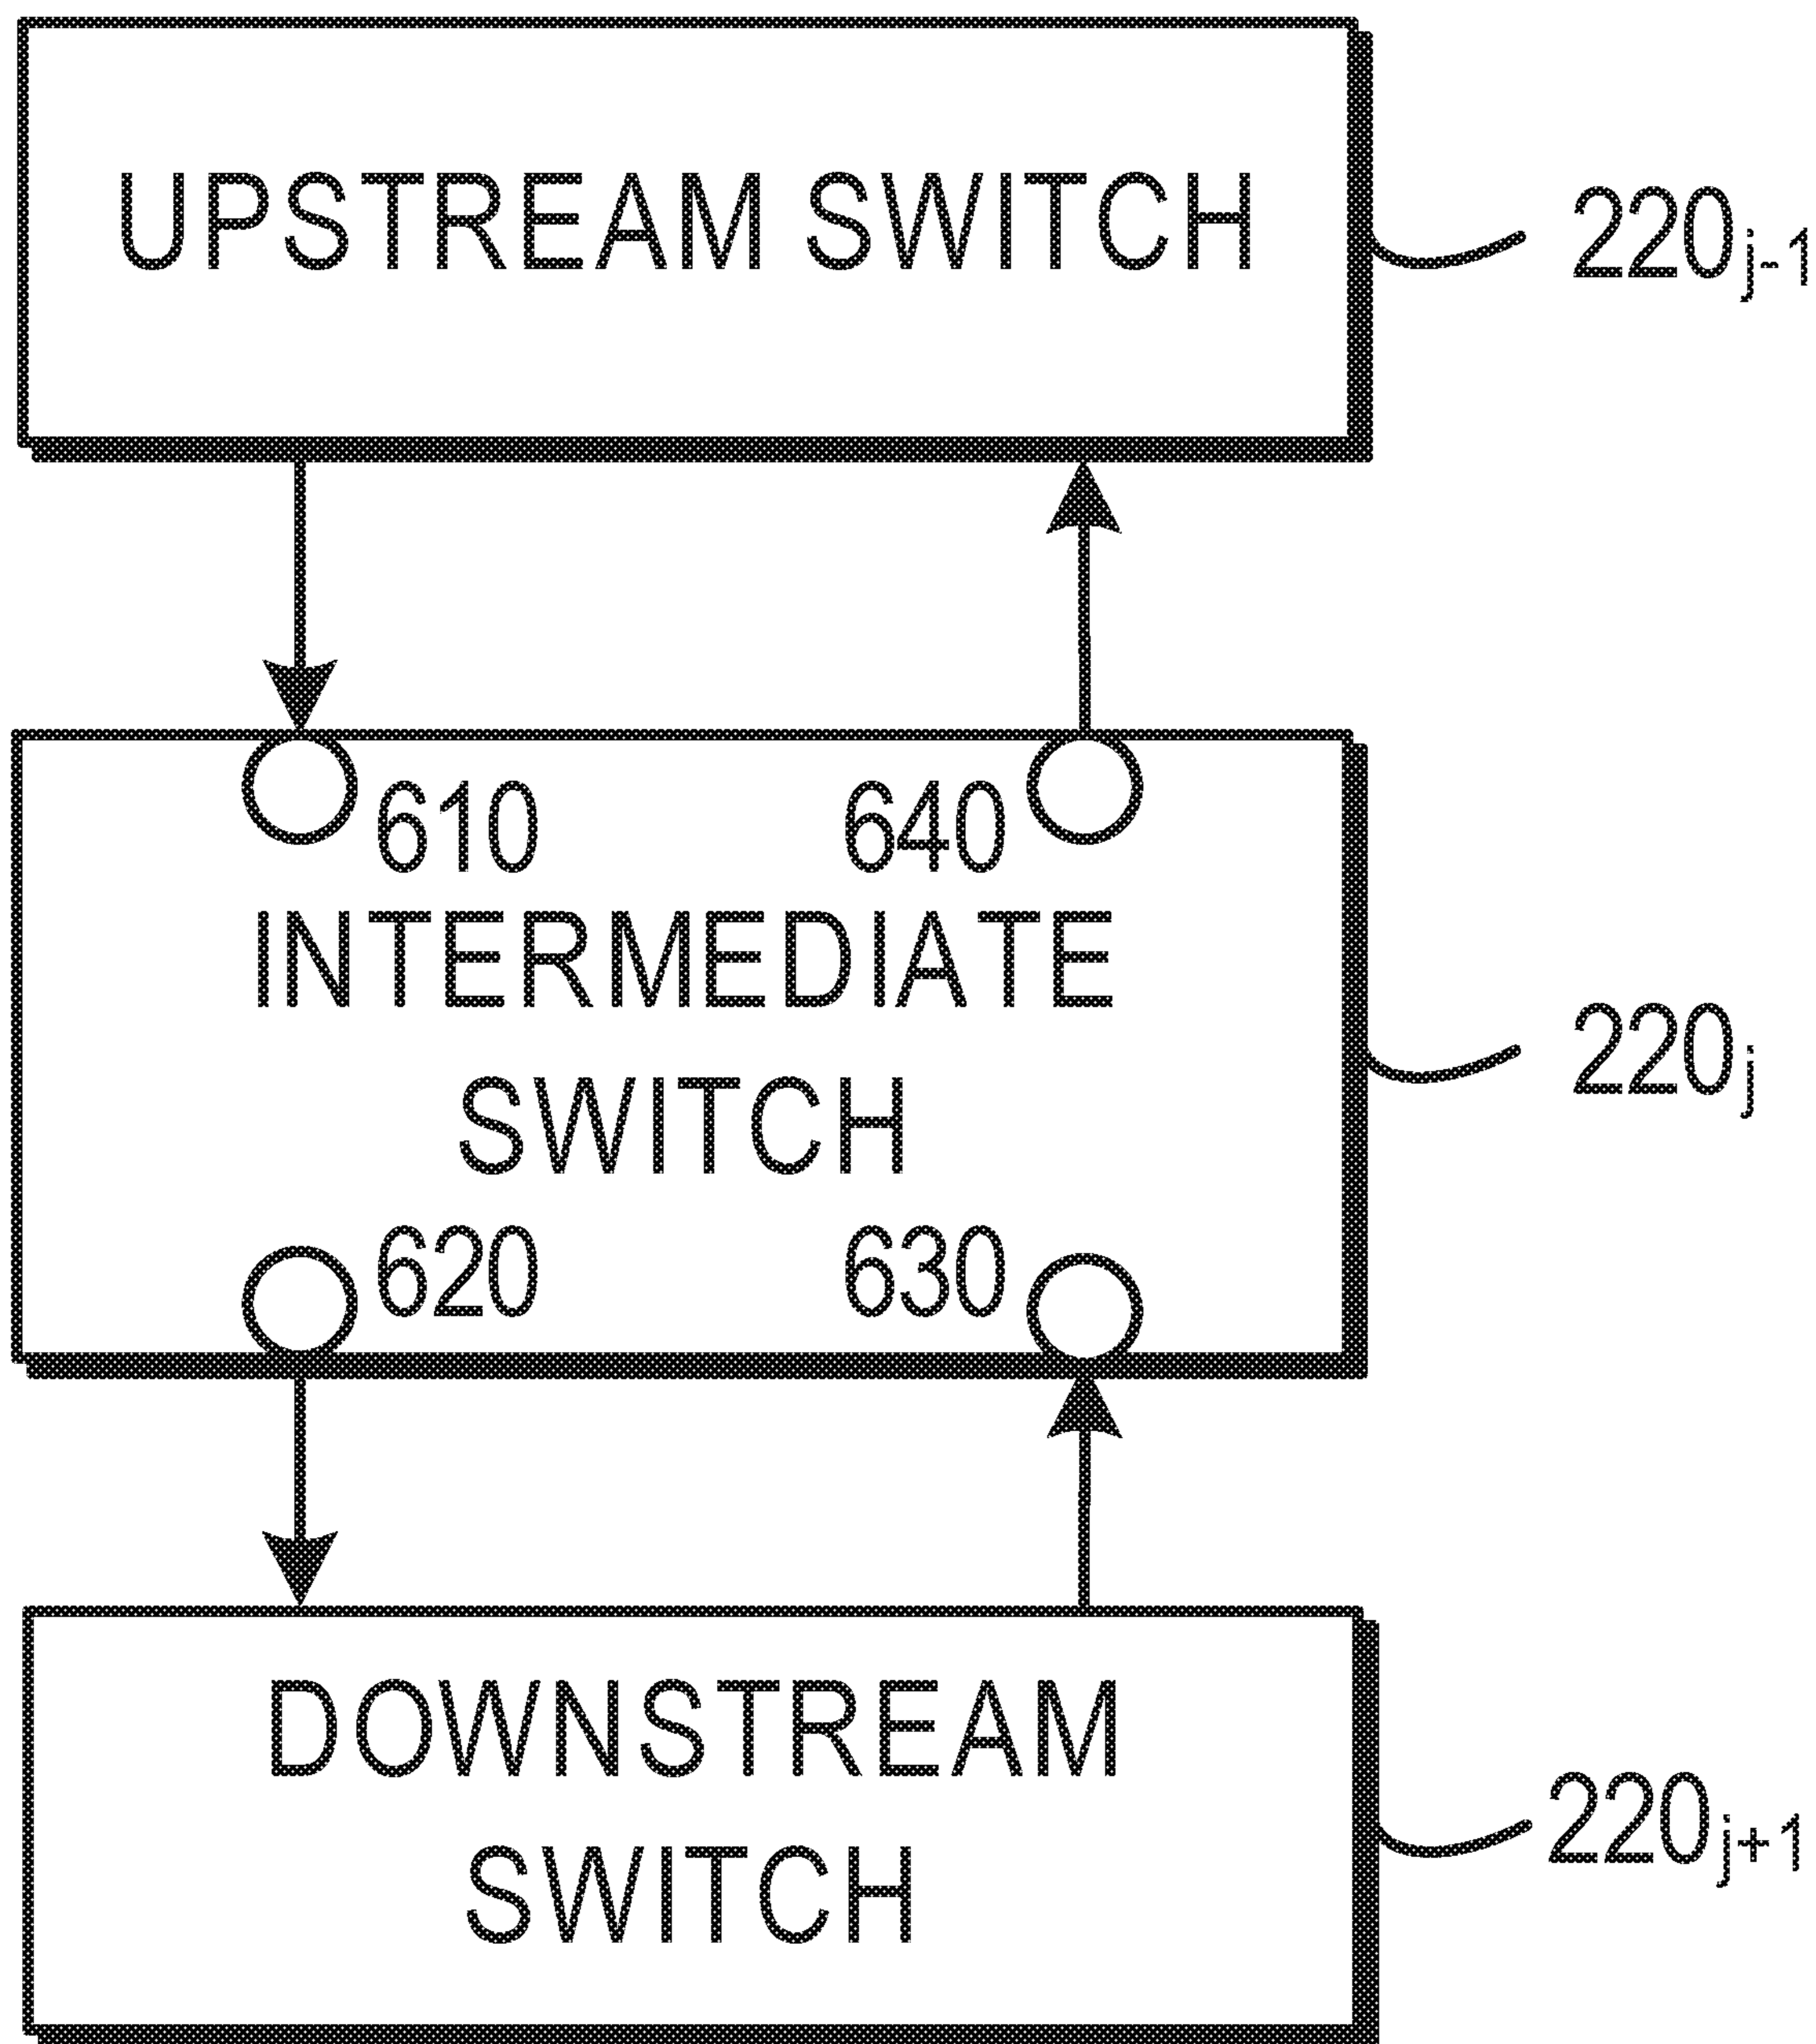 UPSTREAM SWITCH
220j-1
610
640
INTERMEDIATE
SWITCH
220j
620
630
DOWNSTREAM
SWITCH
220j+1